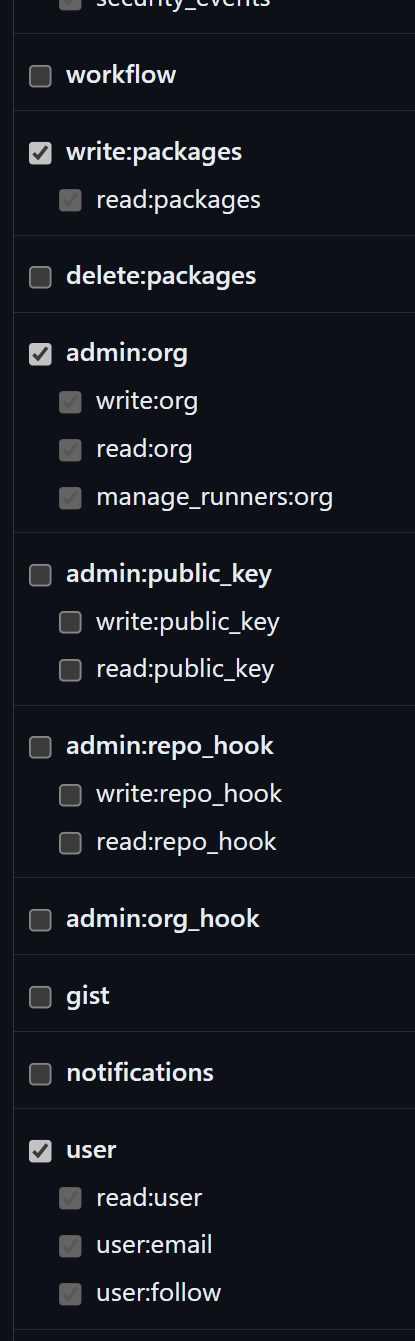 security_events
workflow
write:packages
read:packages
delete:packages
admin:org
write:org
read:org
manage_runners:org
admin:public_key
write:public_key
read:public_key
admin:repo_hook
write:repo_hook
read:repo_hook
admin:org_hook
gist
notifications
user
read:user
user:email
user:follow